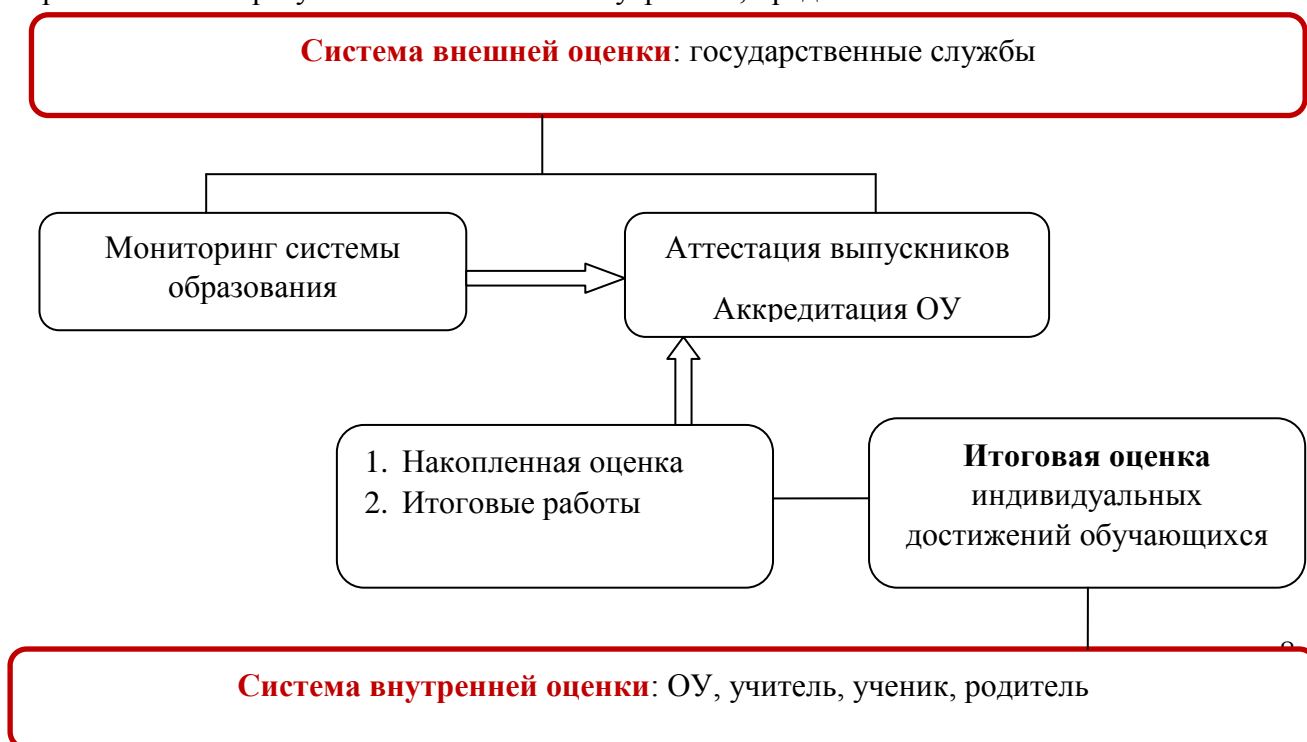 Система внешней оценки: государственные службы
Мониторинг системы
образования
Аттестация выпускников
Аккредитация ОУ
1. Накопленная оценка
2. Итоговые работы
Итоговая оценка
индивидуальных
достижений обучающихся
Система внутренней оценки: ОУ, учитель, ученик, родитель